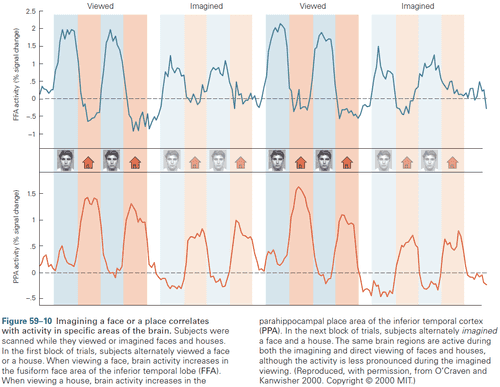 Viewed Imagined Viewed Imagined
FFA activity (% signal change)
2.5
2
1.5
1
.5
0
–.5
–1
PPA activity (% signal change)
1.5
1
.5
0
–.5
Figure 59–10 Imagining a face or a place correlates
with activity in specific areas of the brain. Subjects were
scanned while they viewed or imagined faces and houses.
In the first block of trials, subjects alternately viewed a face
or a house. When viewing a face, brain activity increases in
the fusiform face area of the inferior temporal lobe (FFA).
When viewing a house, brain activity increases in the
parahippocampal place area of the inferior temporal cortex
(PPA). In the next block of trials, subjects alternately imagined
a face and a house. The same brain regions are active during
both the imagining and direct viewing of faces and houses,
although the activity is less pronounced during the imagined
viewing. (Reproduced, with permission, from O'Craven and
Kanwisher 2000. Copyright © 2000 MIT.)